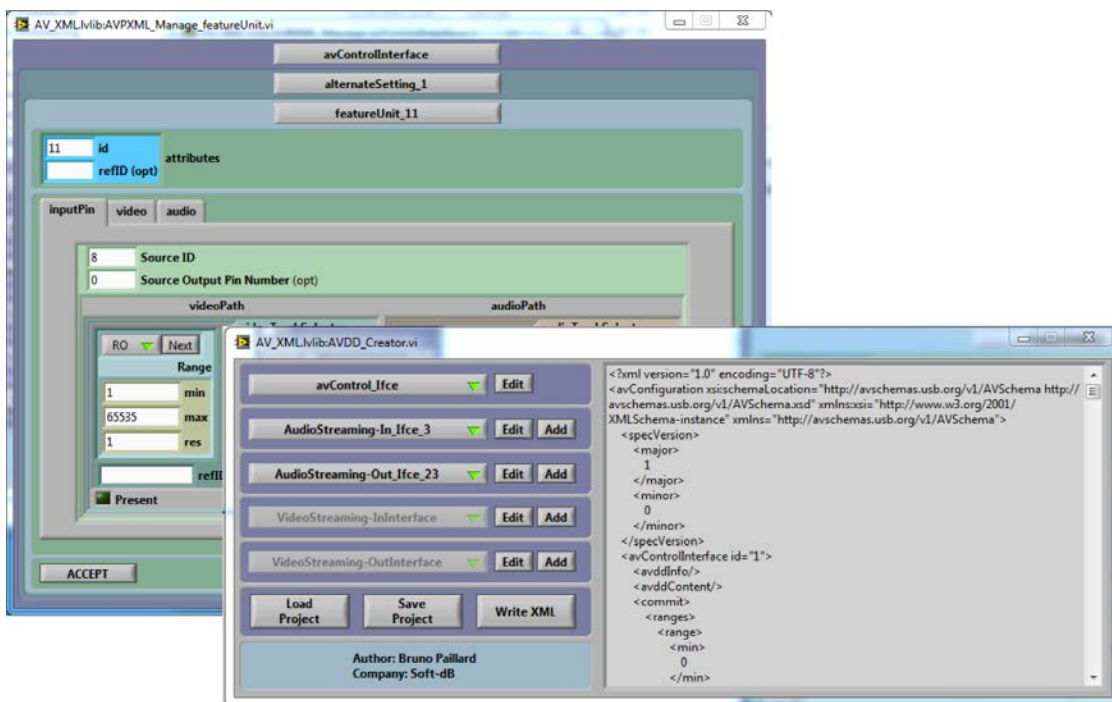 AV_XML.lvlib:AVPXML_Manage_featureUnit.vi
avControlInterface
alternateSetting_1
featureUnit_11
11 id
refID (opt)
attributes
inputPin video audio
8 Source ID
0 Source Output Pin Number (opt)
videoPath audioPath
RO Next
Range
1 min
65535 max
1 res
Present
ACCEPT
AV_XML.lvlib:AVDD_Creator.vi
avControl_Ifce Edit
AudioStreaming-In_Ifce_3 Edit Add
AudioStreaming-Out_Ifce_23 Edit Add
VideoStreaming-InInterface Edit Add
VideoStreaming-OutInterface Edit Add
Load Project
Save Project
Write XML
Author: Bruno Paillard
Company: Soft-dB
<?xml version="1.0" encoding="UTF-8"?>
<avConfiguration xsi:schemaLocation="http://avschemas.usb.org/v1/AVSchema http://
avschemas.usb.org/v1/AVSchema.xsd" xmlns:xsi="http://www.w3.org/2001/
XMLSchema-instance" xmlns="http://avschemas.usb.org/v1/AVSchema">
<specVersion>
<major>
1
</major>
<minor>
0
</minor>
</specVersion>
<avControlInterface id="1">
<avddInfo/>
<avddContent/>
<commit>
<ranges>
<range>
<min>
0
</min>